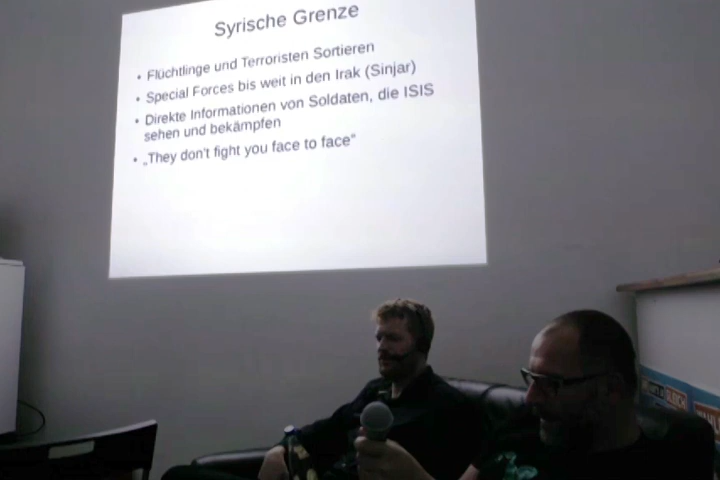 Syrische Grenze
• Flüchtlinge und Terroristen Sortieren
• Special Forces bis weit in den Irak (Sinjar)
• Direkte Informationen von Soldaten, die ISIS
sehen und bekämpfen
• „They don't fight you face to face“